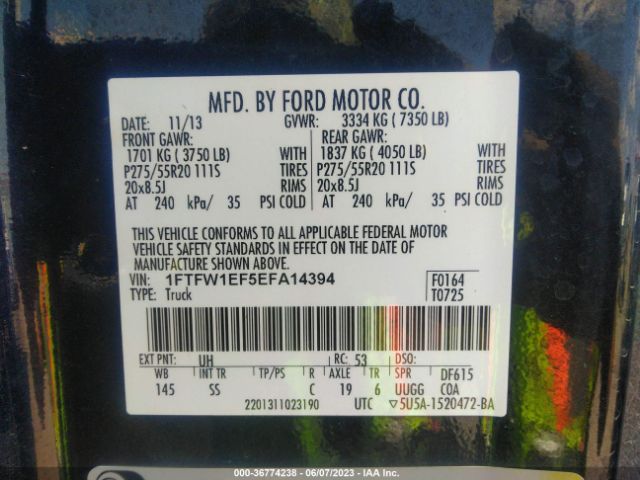 MFD. BY FORD MOTOR CO.
DATE: 11/13 GVWR: 3334 KG ( 7350 LB)
FRONT GAWR: REAR GAWR:
1701 KG ( 3750 LB) WITH 1837 KG ( 4050 LB) WITH
P275/55R20 111S TIRES P275/55R20 111S TIRES
20x8.5J RIMS 20x8.5J RIMS
AT 240 kPa/ 35 PSI COLD AT 240 kPa/ 35 PSI COLD
THIS VEHICLE CONFORMS TO ALL APPLICABLE FEDERAL MOTOR
VEHICLE SAFETY STANDARDS IN EFFECT ON THE DATE OF
MANUFACTURE SHOWN ABOVE.
VIN: 1FTFW1EF5EFA14394 F0164
TYPE: Truck T0725
EXT PNT: UH RC: 53 DSO:
WB INT TR TP/PS R AXLE TR SPR DF615
145 SS C 19 6 UUGG COA
2201311023190 UTC ▽5U5A-1520472-BA
000-36774238 - 06/07/2023 - IAA Inc.